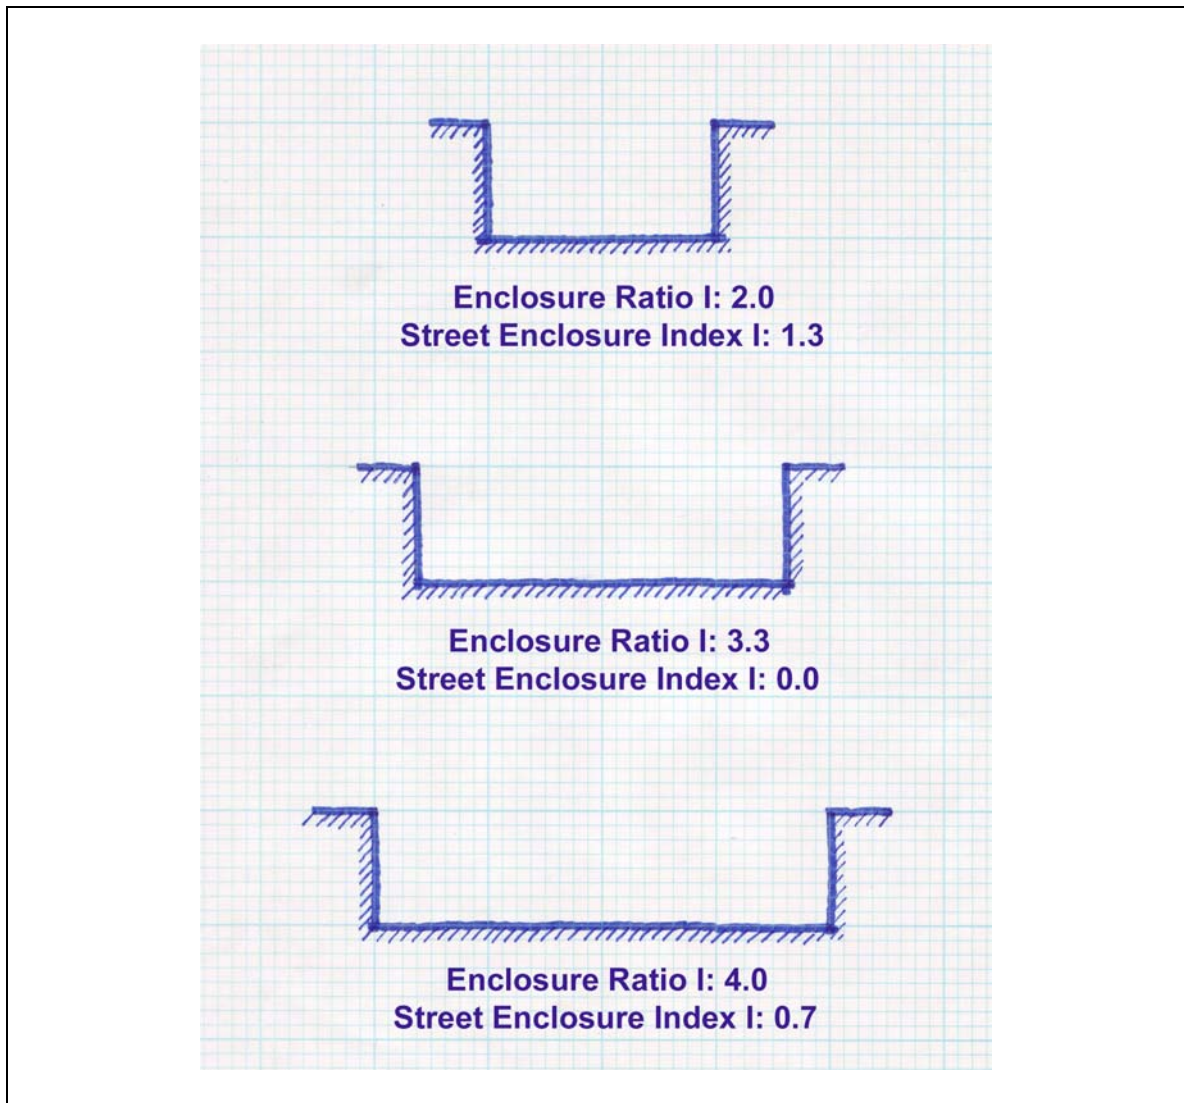 Enclosure Ratio I: 2.0
Street Enclosure Index I: 1.3
Enclosure Ratio I: 3.3
Street Enclosure Index I: 0.0
Enclosure Ratio I: 4.0
Street Enclosure Index I: 0.7